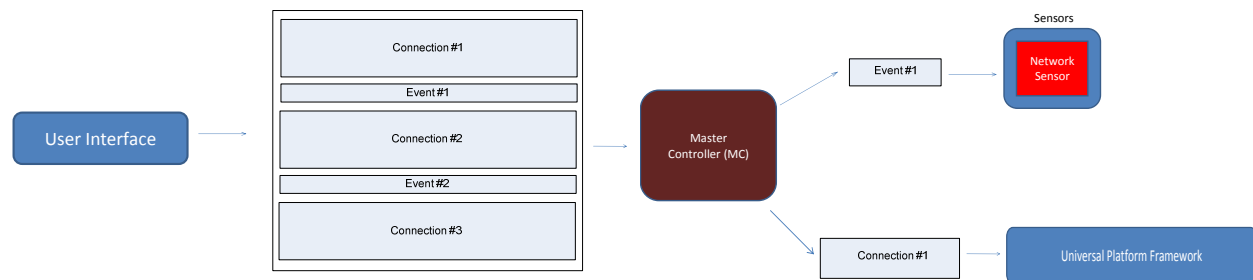 User Interface
Connection #1
Event #1
Connection #2
Event #2
Connection #3
Master
Controller (MC)
Event #1
Sensors
Network
Sensor
Connection #1
Universal Platform Framework